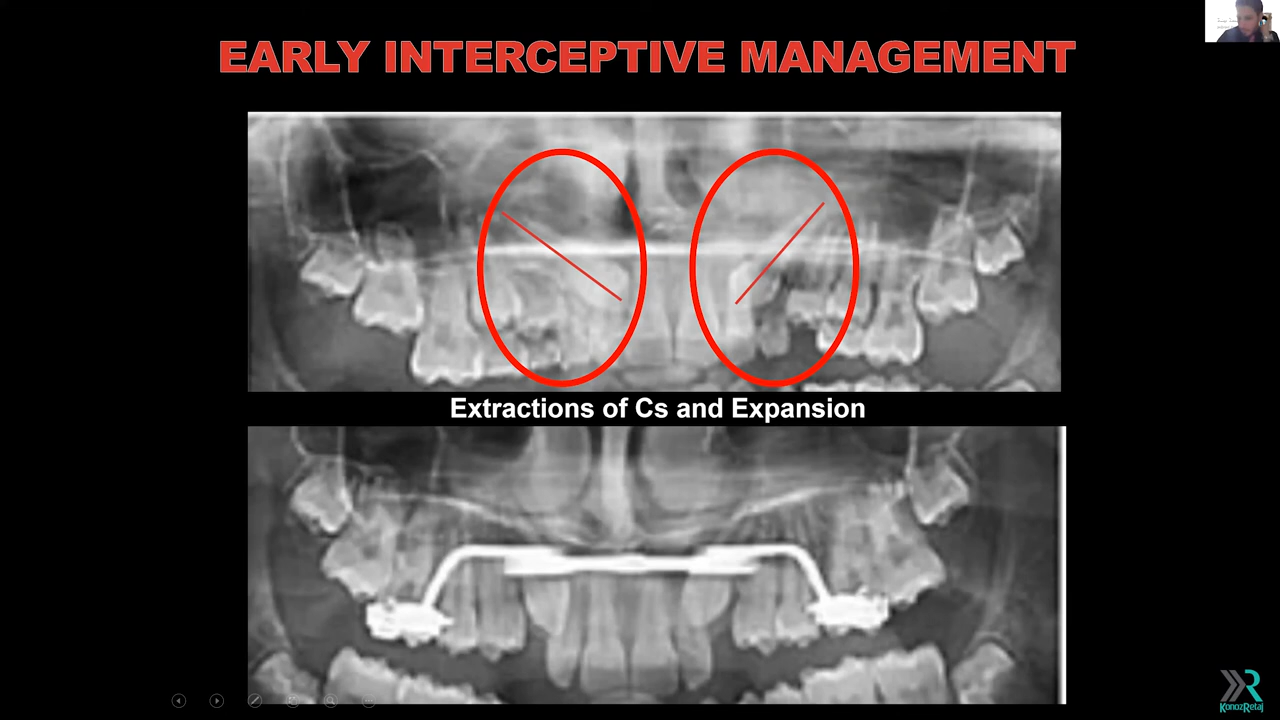 EARLY INTERCEPTIVE MANAGEMENT
Extractions of Cs and Expansion
KonozRetaj